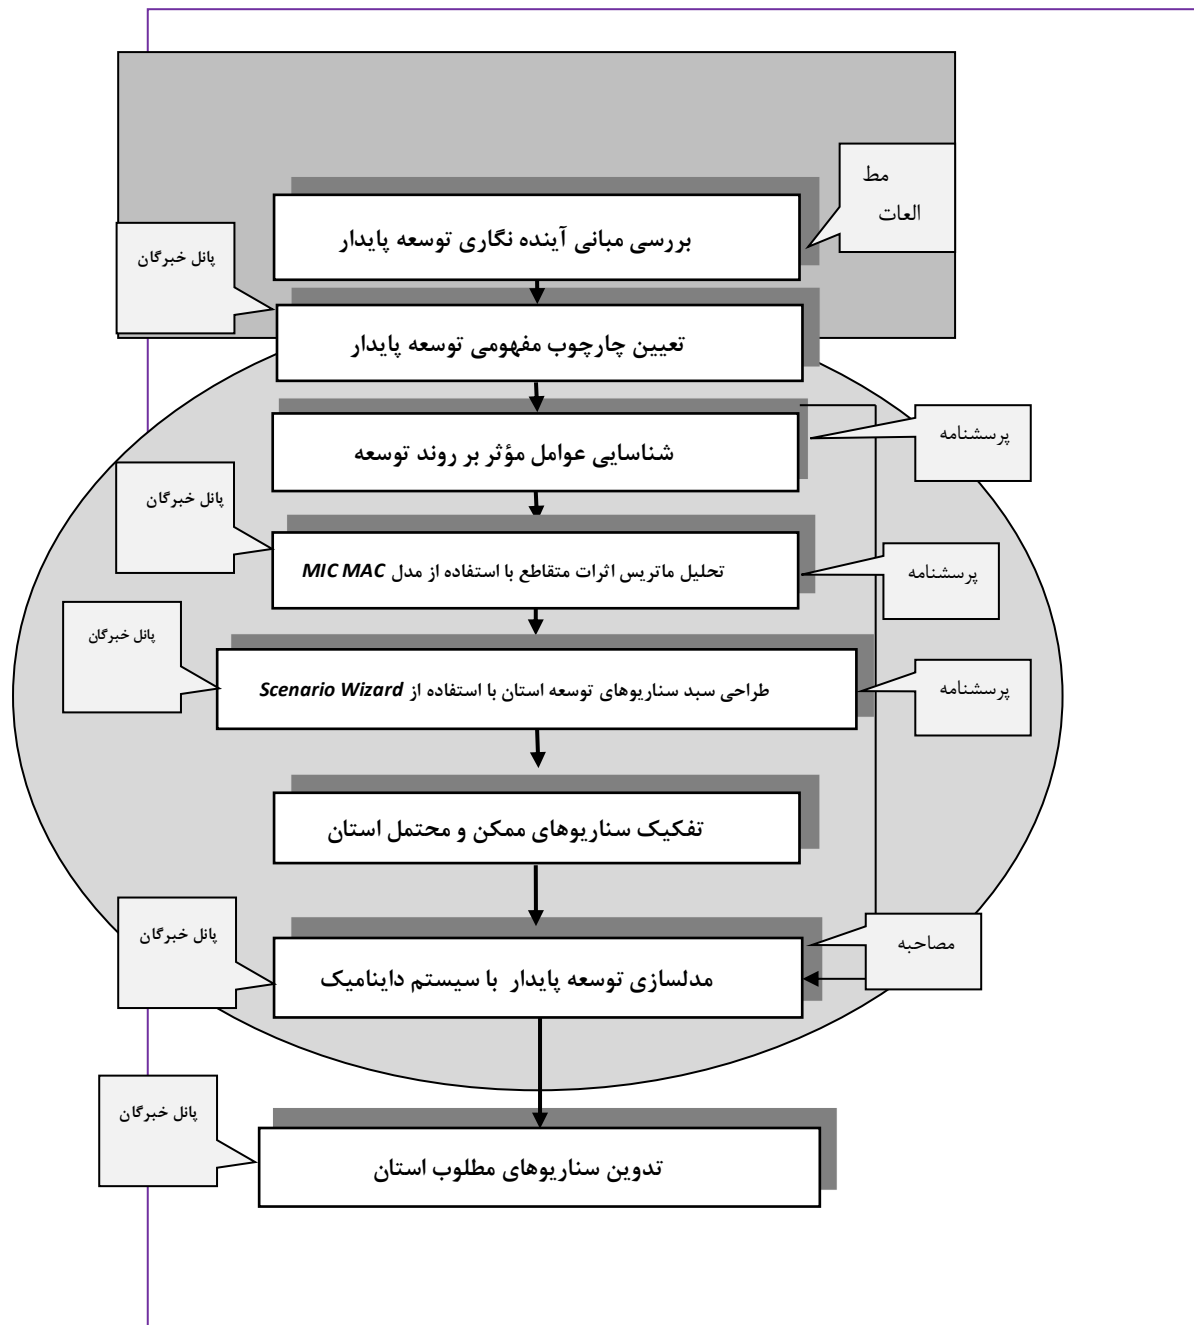 مط
العات
بررسی مبانی آینده نگاری توسعه پایدار
پانل خبرگان
تعیین چارچوب مفهومی توسعه پایدار
پرسشنامه
شناسایی عوامل مؤثر بر روند توسعه
پانل خبرگان
پرسشنامه
تحلیل ماتریس اثرات متقاطع با استفاده از مدل MIC MAC
پانل خبرگان
پرسشنامه
طراحی سبد سناریوهای توسعه استان با استفاده از Scenario Wizard
تفکیک سناریوهای ممکن و محتمل استان
مصاحبه
پانل خبرگان
مدلسازی توسعه پایدار با سیستم داینامیک
پانل خبرگان
تدوین سناریوهای مطلوب استان